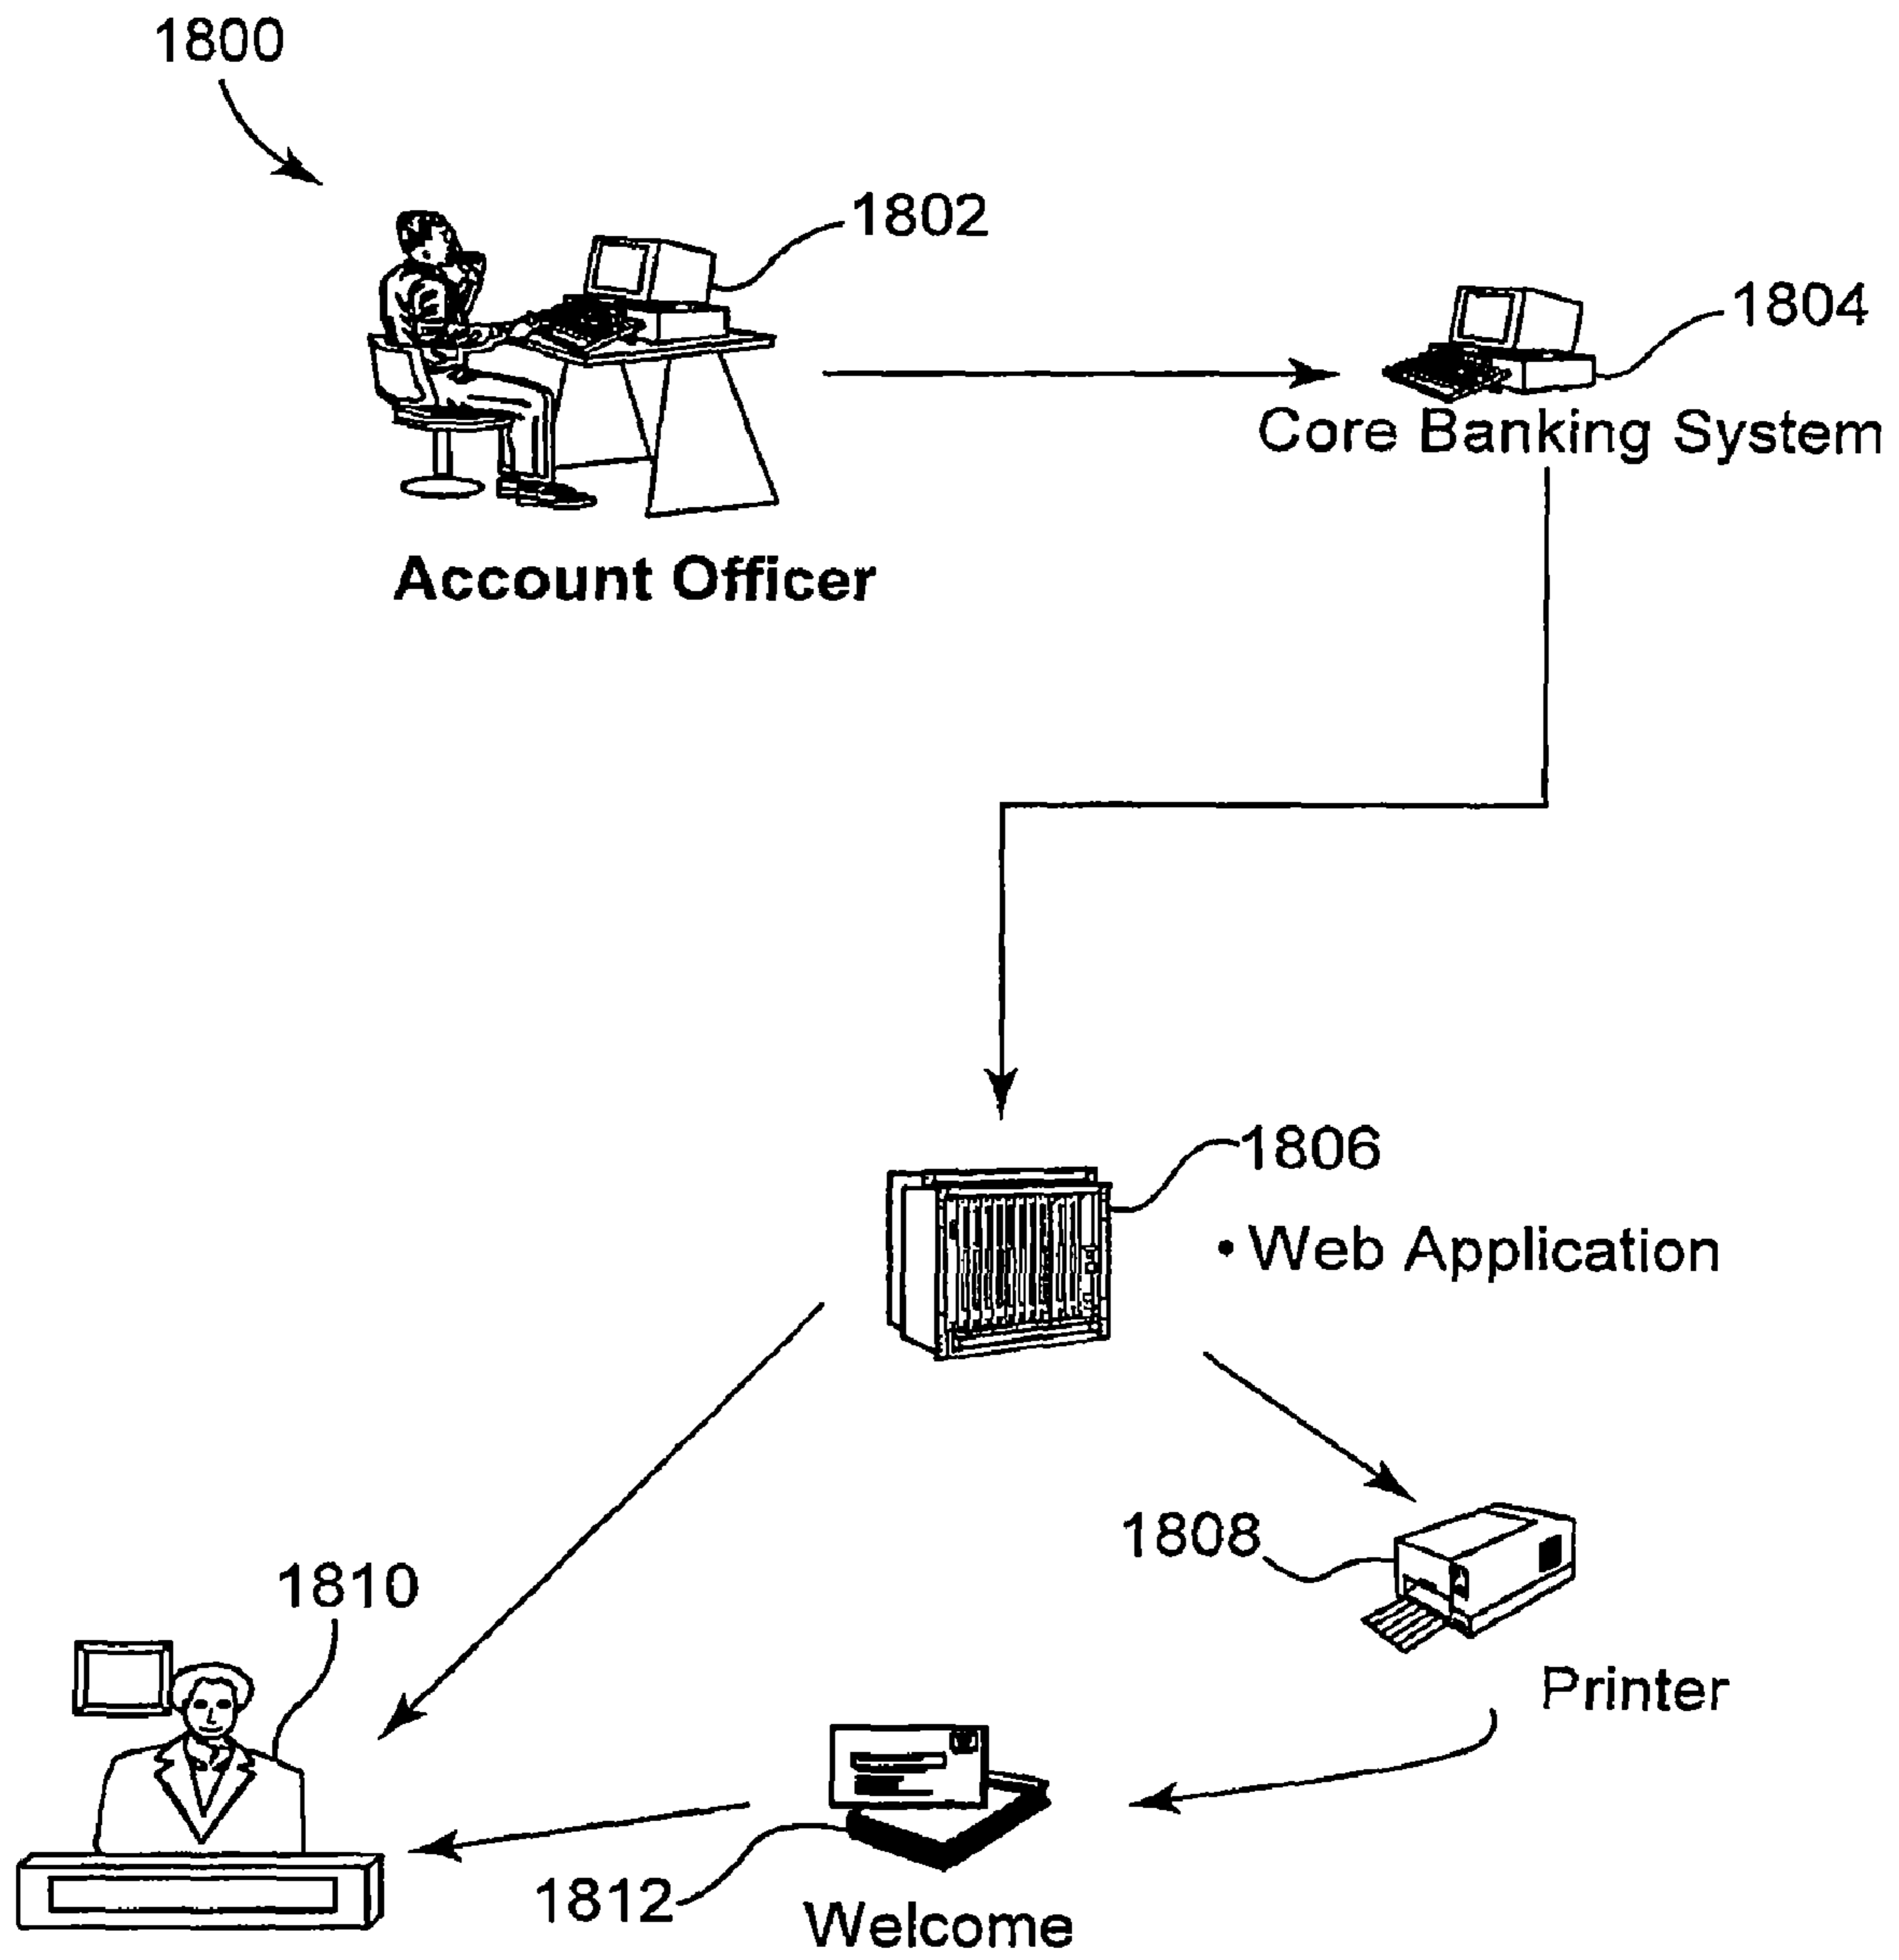 1800
1802
1804
Core Banking System
Account Officer
1806
• Web Application
1808
1810
Printer
1812
Welcome